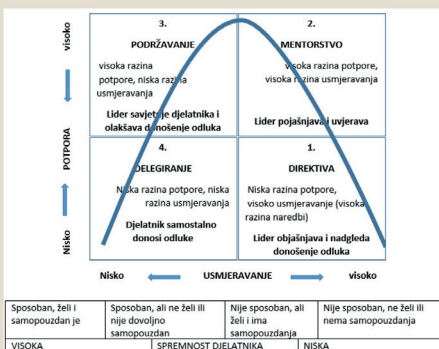 visoko
POTPORA
Nisko
3.
PODRŽAVANJE
visoka razina
potpore, niska razina
usmjeravanja
Lider savjetuje djelatnika i
olakšava donošenje odluka
2.
MENTORSTVO
visoka razina potpore,
visoka razina usmjeravanja
Lider pojašnjava i uvjerava
4.
DELEGIRANJE
Niska razina potpore, niska
razina usmjeravanja
Djelatnik samostalno
donosi odluke
1.
DIREKTIVA
Niska razina potpore,
visoko usmjeravanje (visoka
razina naredbi)
Lider objašnjava i nadgleda
donošenje odluka
Nisko USMJERAVANJE visoko
Sposoban, želi i
samopouzdan je
Sposoban, ali ne želi ili
nije dovoljno
samopouzdan
Nije sposoban, ali
želi i ima
samopouzdanja
Nije sposoban, ne želi ili
nema samopouzdanja
VISOKA SPREMNOST DJELATNIKA NISKA